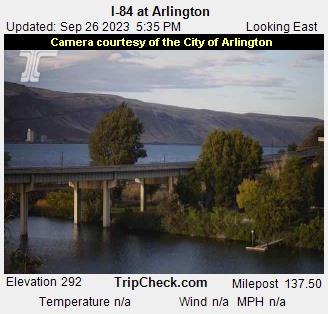 I-84 at Arlington
Updated: Sep 26 2023 5:35 PM Looking East
Camera courtesy of the City of Arlington
Elevation 292 TripCheck.com Milepost 137.50
Temperature n/a Wind n/a MPH n/a